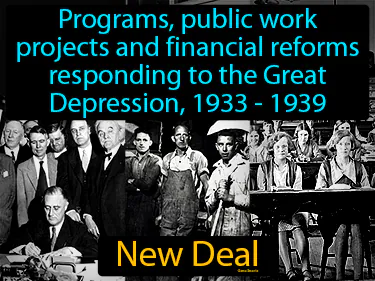 Programs, public work
projects and financial reforms
responding to the Great
Depression, 1933 - 1939
New Deal